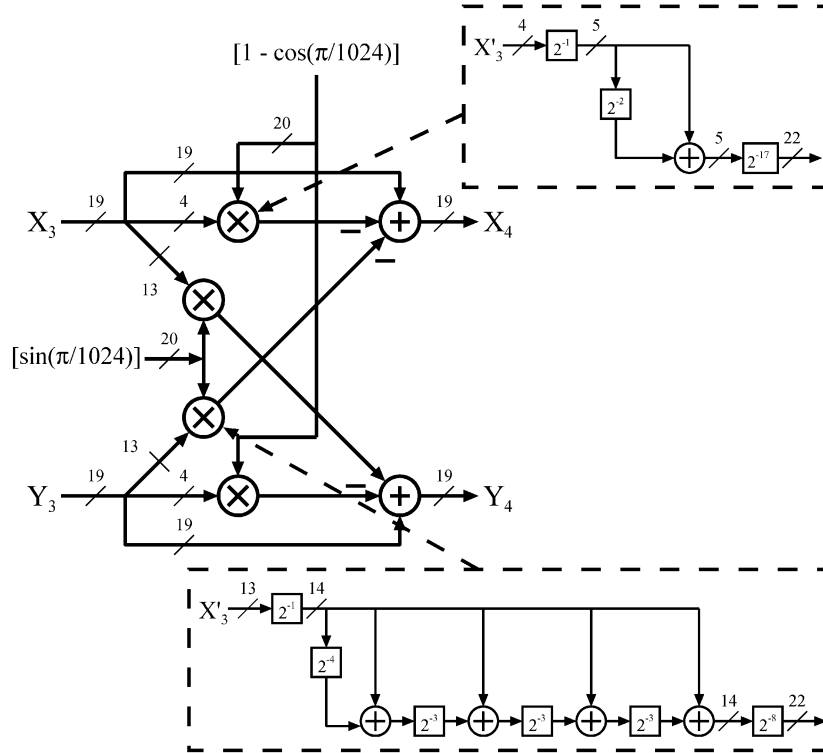 X'₃ 4 2⁻¹ 5
2⁻²
5 2⁻¹⁷ 22
[1 - cos(π/1024)]
20
19
X₃ 19 4 19 X₄
13
[sin(π/1024)] 20
13
Y₃ 19 4 19 Y₄
19
X'₃ 13 2⁻¹ 14
2⁻⁴
2⁻³ 2⁻³ 2⁻³ 14 2⁻⁸ 22